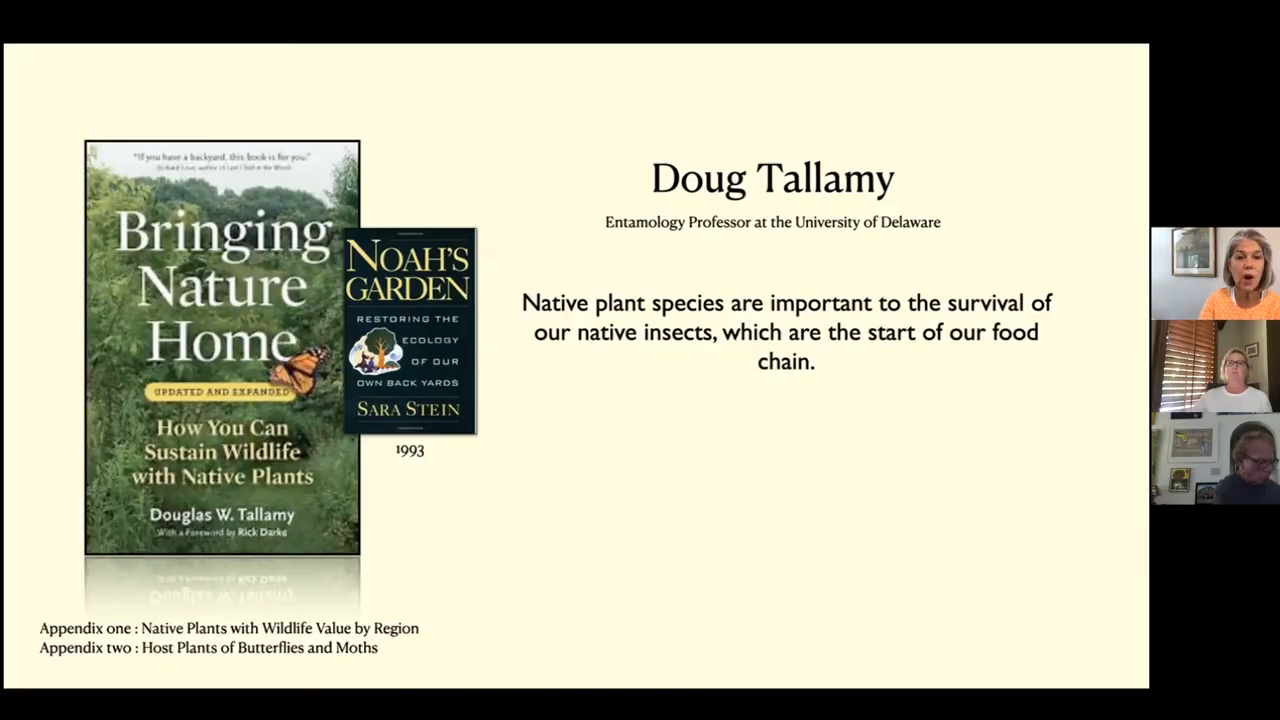 "If you have a backyard, this book is for you."
Richard Louv, author of Last Child in the Woods
Bringing
Nature
Home
UPDATED AND EXPANDED
How You Can
Sustain Wildlife
with Native Plants
Douglas W. Tallamy
With a Foreword by Rick Darke
NOAH'S
GARDEN
RESTORING THE
ECOLOGY
OF OUR
OWN BACK YARDS
SARA STEIN
1993
Doug Tallamy
Entamology Professor at the University of Delaware
Native plant species are important to the survival of
our native insects, which are the start of our food
chain.
Appendix one : Native Plants with Wildlife Value by Region
Appendix two : Host Plants of Butterflies and Moths